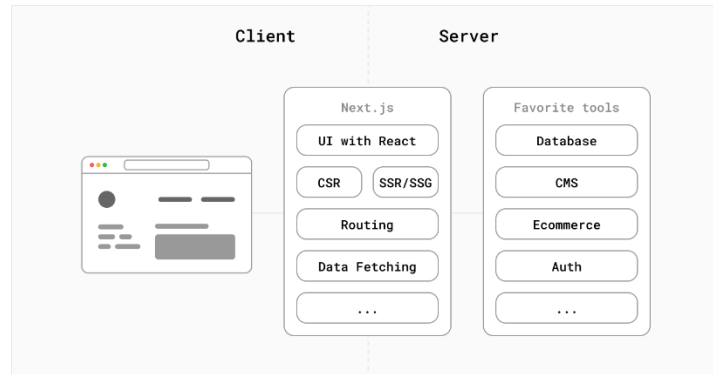 Client Server
Next.js
UI with React
CSR SSR/SSG
Routing
Data Fetching
...
Favorite tools
Database
CMS
Ecommerce
Auth
...